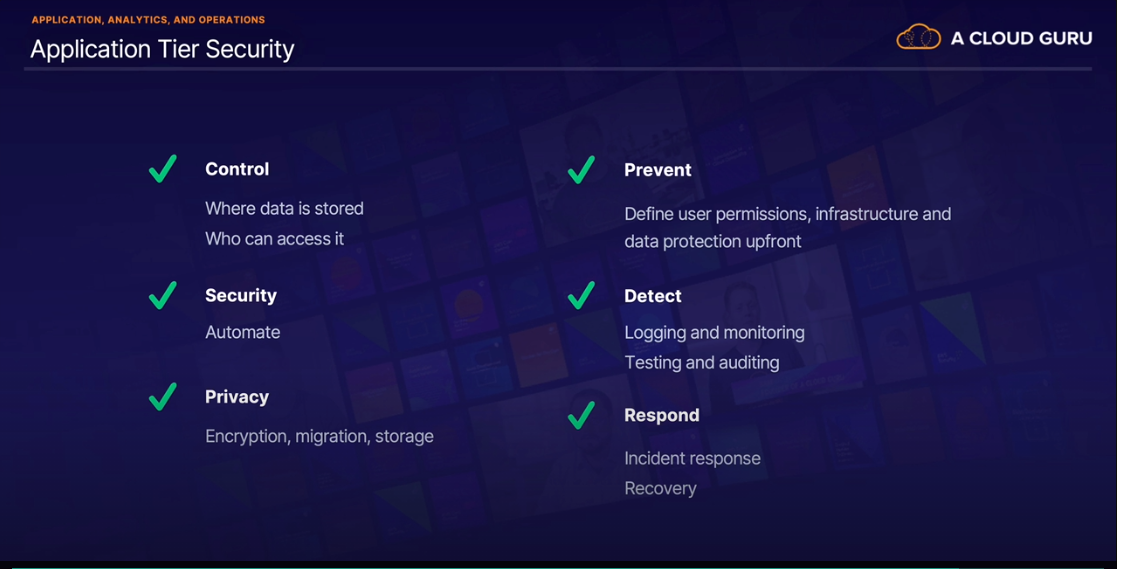 APPLICATION, ANALYTICS, AND OPERATIONS
Application Tier Security
A CLOUD GURU
Control
Where data is stored
Who can access it
Security
Automate
Privacy
Encryption, migration, storage
Prevent
Define user permissions, infrastructure and
data protection upfront
Detect
Logging and monitoring
Testing and auditing
Respond
Incident response
Recovery